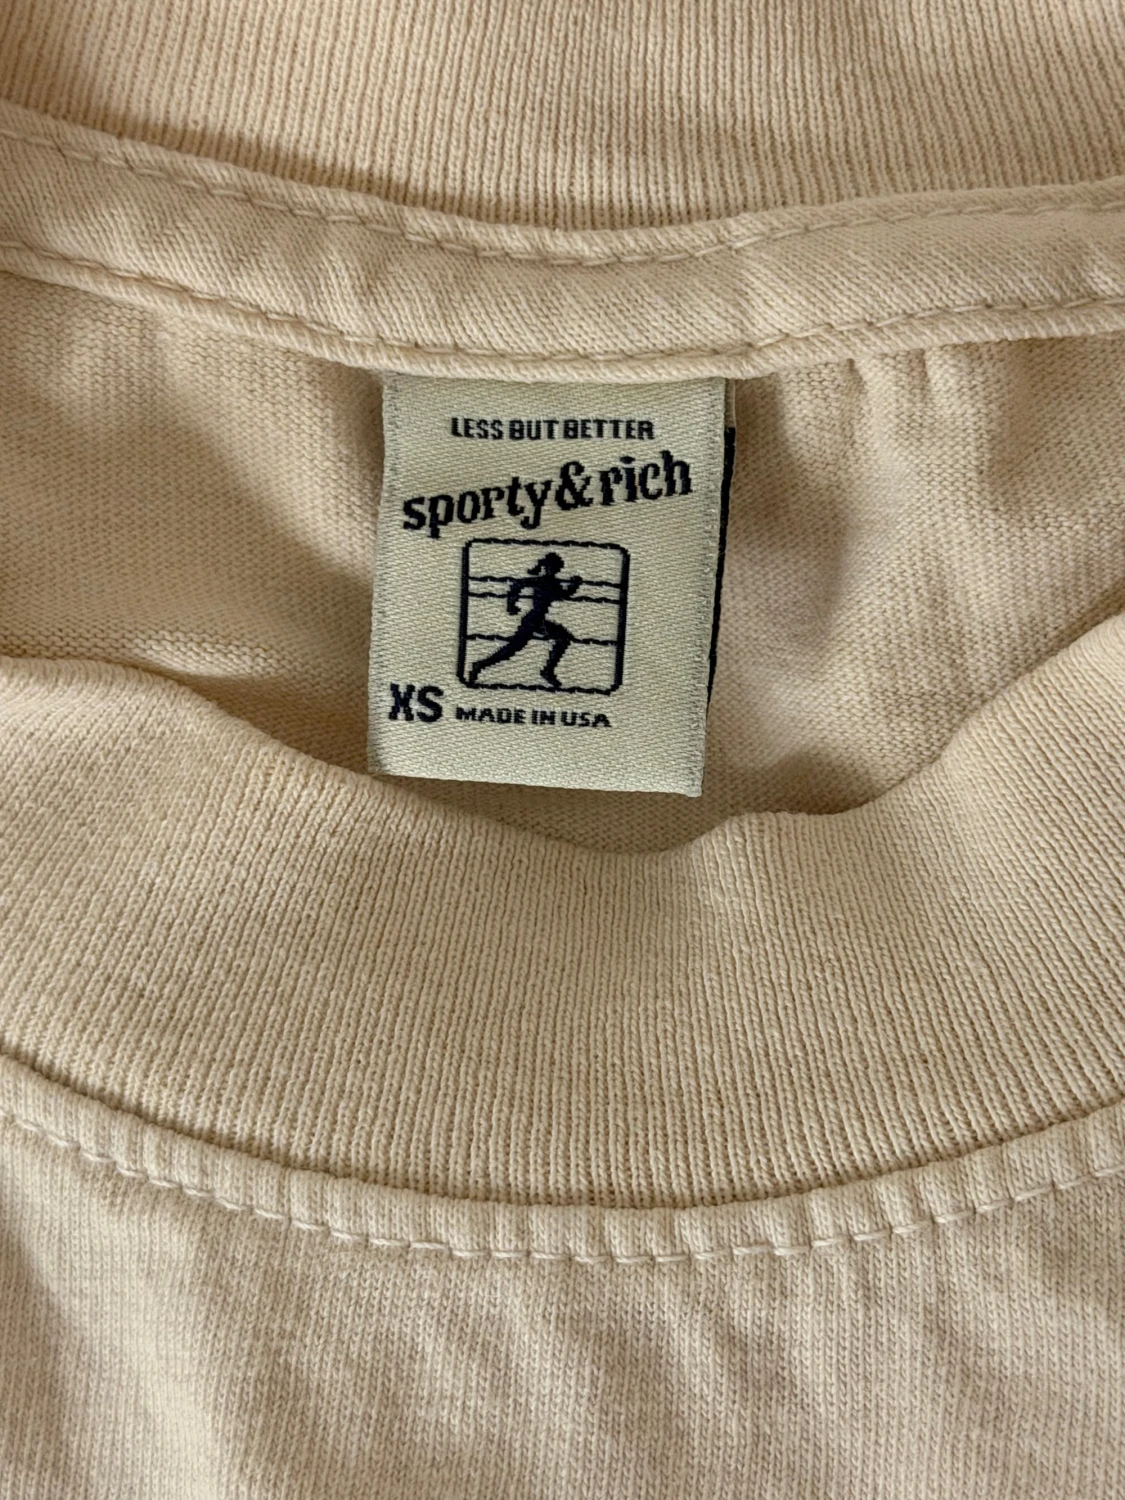 LESS BUT BETTER
sporty & rich
XS MADE IN USA